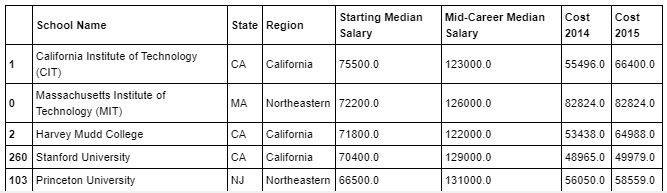 School Name State Region Starting Median Salary Mid-Career Median Salary Cost 2014 Cost 2015
1 California Institute of Technology (CIT) CA California 75500.0 123000.0 55496.0 66400.0
0 Massachusetts Institute of Technology (MIT) MA Northeastern 72200.0 126000.0 82824.0 82824.0
2 Harvey Mudd College CA California 71800.0 122000.0 53438.0 64988.0
260 Stanford University CA California 70400.0 129000.0 48965.0 49979.0
103 Princeton University NJ Northeastern 66500.0 131000.0 56050.0 58559.0